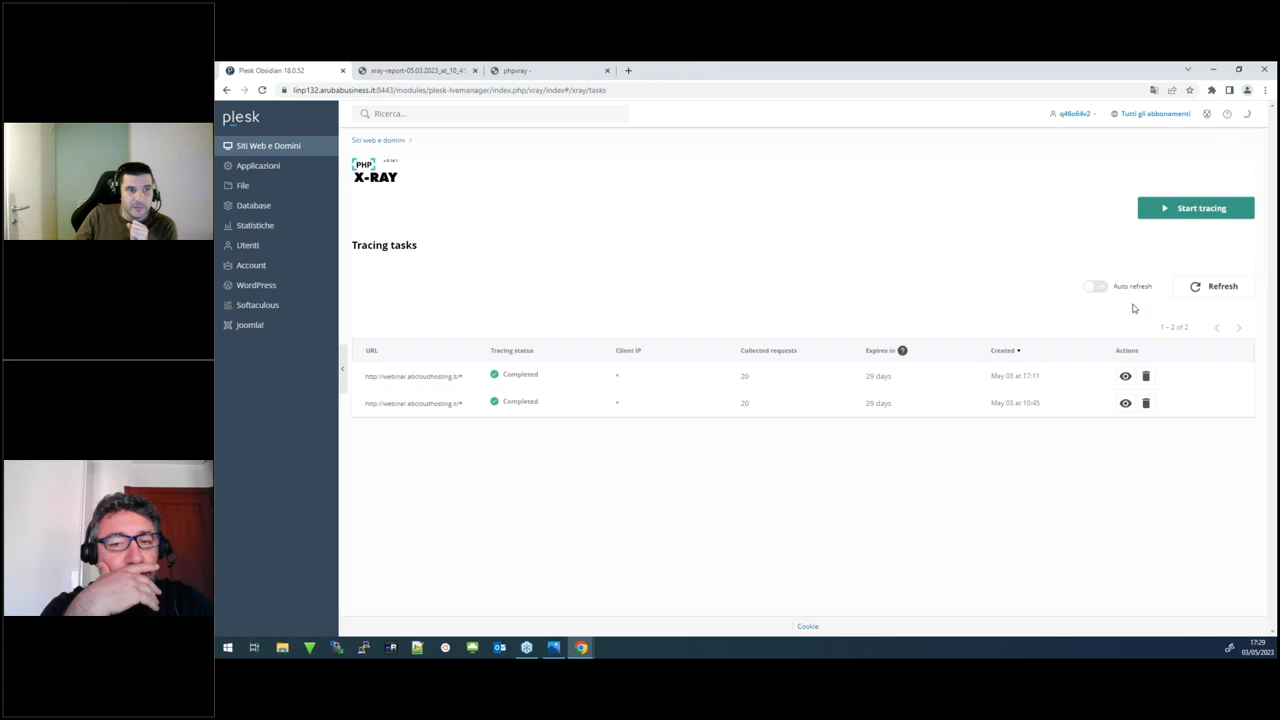 Plesk Obsidian 18.0.52
xray-report-05.03.2023_at_10_45
phpxray -
linp132.arubabusiness.it:8443/modules/plesk-lvemanager/index.php/xray/index#/xray/tasks
plesk
Ricerca...
q46o64v2
Tutti gli abbonamenti
Siti Web e Domini
Applicazioni
File
Database
Statistiche
Utenti
Account
WordPress
Softaculous
Joomla!
Siti web e domini
PHP
X-RAY
Start tracing
Tracing tasks
Auto refresh
Refresh
1 – 2 of 2
URL
Tracing status
Client IP
Collected requests
Expires in
Created
Actions
http://webinar.abcloudhosting.it/*
Completed
*
20
29 days
May 03 at 17:11
http://webinar.abcloudhosting.it/*
Completed
*
20
29 days
May 03 at 10:45
Cookie
17:29
03/05/2023